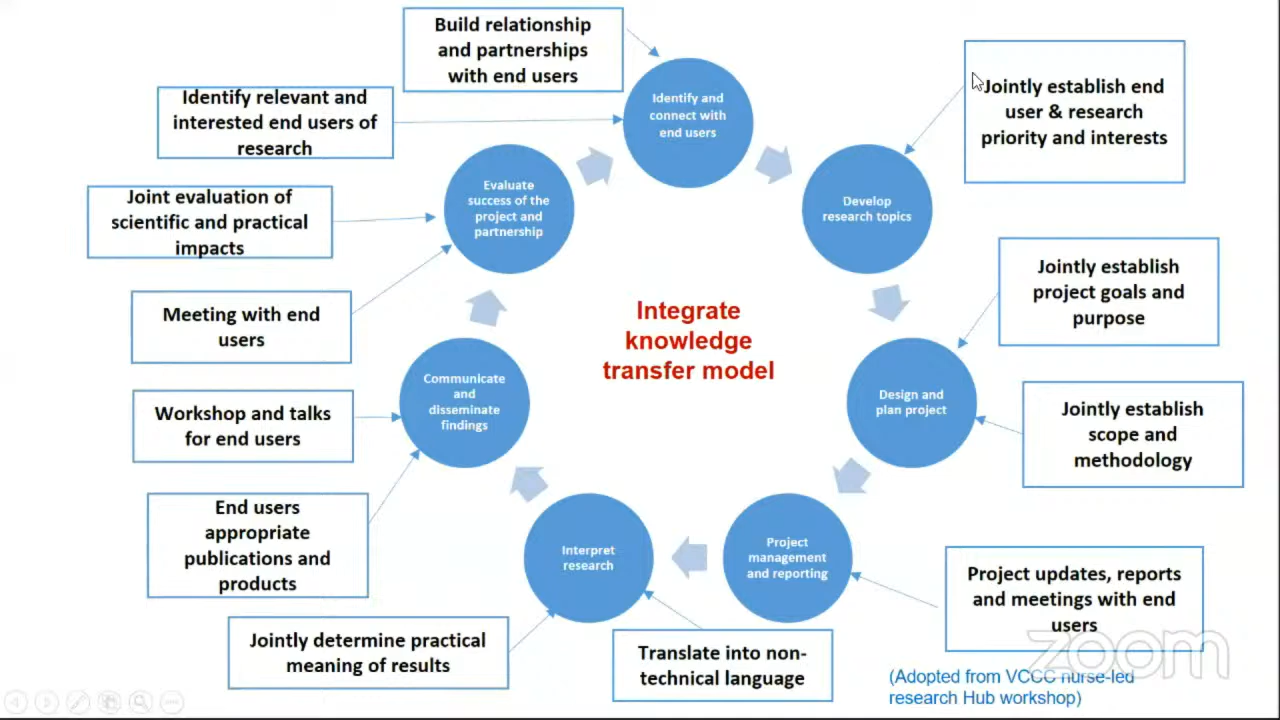 Build relationship
and partnerships
with end users
Identify relevant and
interested end users of
research
Identify and
connect with
end users
Jointly establish end
user & research
priority and interests
Joint evaluation of
scientific and practical
impacts
Evaluate
success of the
project and
partnership
Develop
research topics
Meeting with end
users
Integrate
knowledge
transfer model
Jointly establish
project goals and
purpose
Workshop and talks
for end users
Communicate
and
disseminate
findings
Design and
plan project
Jointly establish
scope and
methodology
End users
appropriate
publications and
products
Interpret
research
Project
management
and reporting
Project updates, reports
and meetings with end
users
Jointly determine practical
meaning of results
Translate into non-
technical language
zoom
(Adopted from VCCC nurse-led
research Hub workshop)